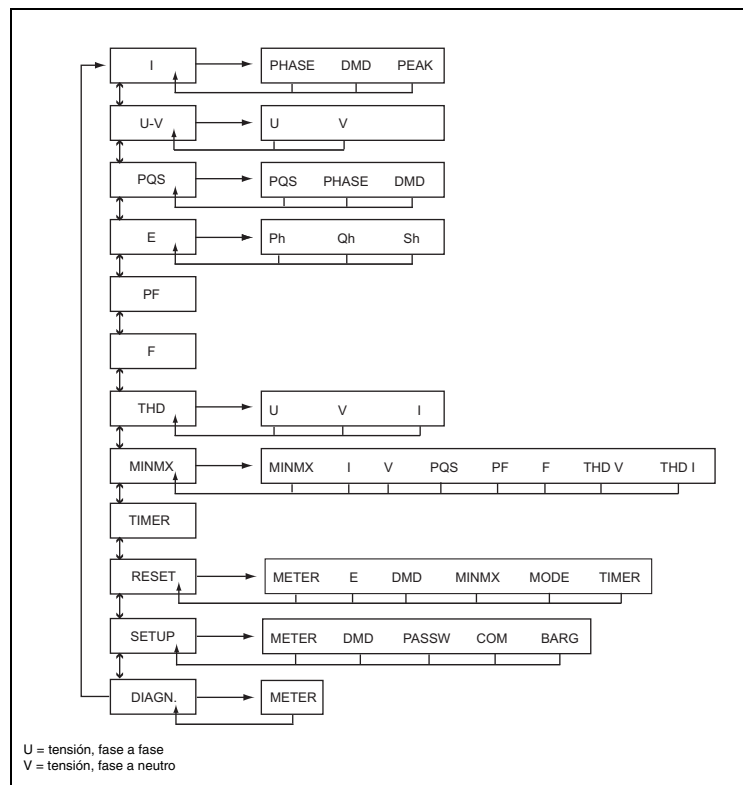 I PHASE DMD PEAK
U-V U V
PQS PQS PHASE DMD
E Ph Qh Sh
PF
F
THD U V I
MINMX MINMX I V PQS PF F THD V THD I
TIMER
RESET METER E DMD MINMX MODE TIMER
SETUP METER DMD PASSW COM BARG
DIAGN. METER
U = tensión, fase a fase
V = tensión, fase a neutro